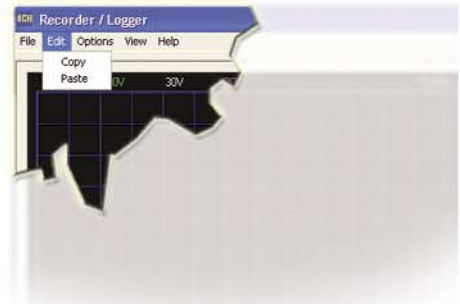 4CH Recorder / Logger
File Edit Options View Help
Copy
Paste
0V 30V